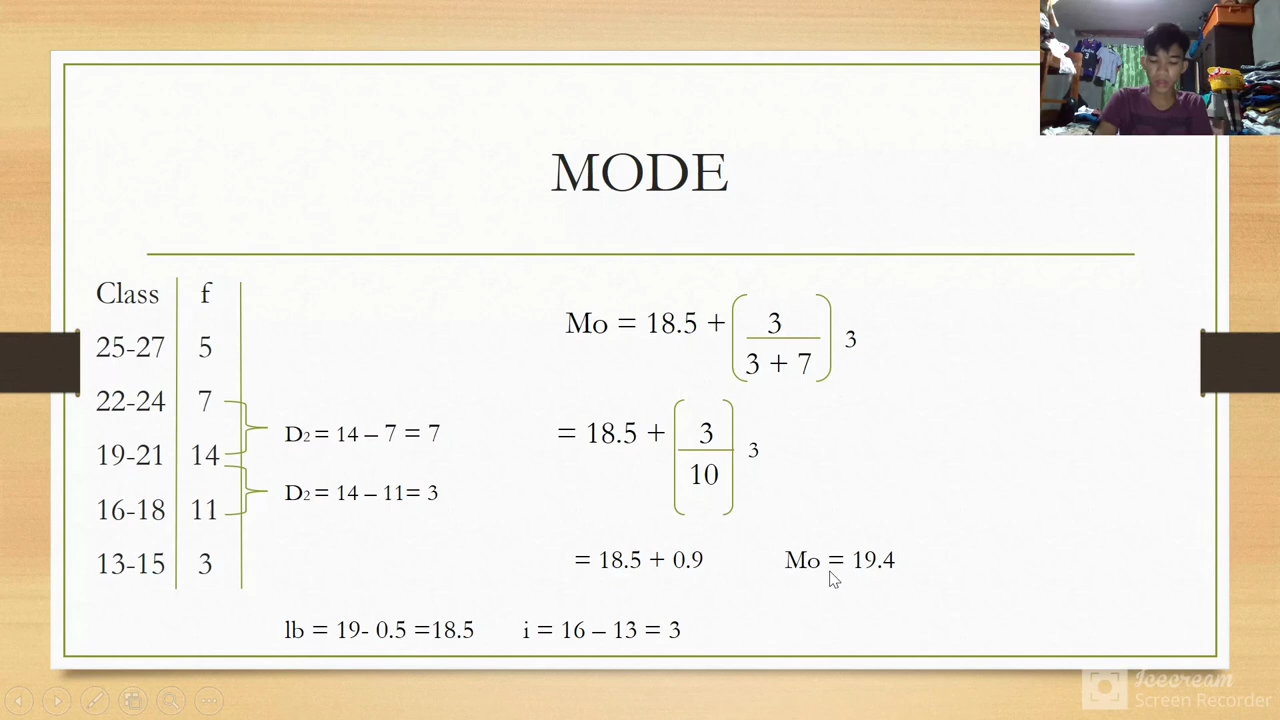 MODE
Class f
25-27 5
22-24 7
19-21 14
16-18 11
13-15 3
D2 = 14 – 7 = 7
D2 = 14 – 11= 3
lb = 19- 0.5 =18.5 i = 16 – 13 = 3
Mo = 18.5 + ( 3 / 3 + 7 ) 3
= 18.5 + ( 3 / 10 ) 3
= 18.5 + 0.9 Mo = 19.4
Icecream
Screen Recorder